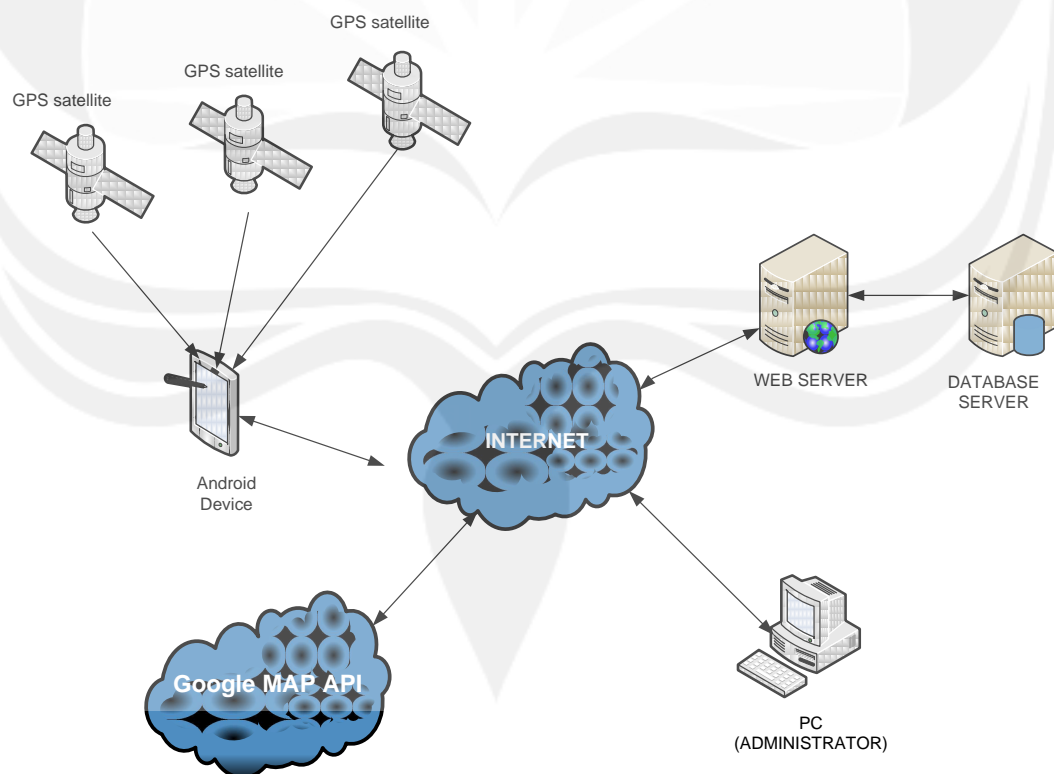 GPS satellite
GPS satellite
GPS satellite
WEB SERVER
DATABASE
SERVER
INTERNET
Android
Device
Google MAP API
PC
(ADMINISTRATOR)